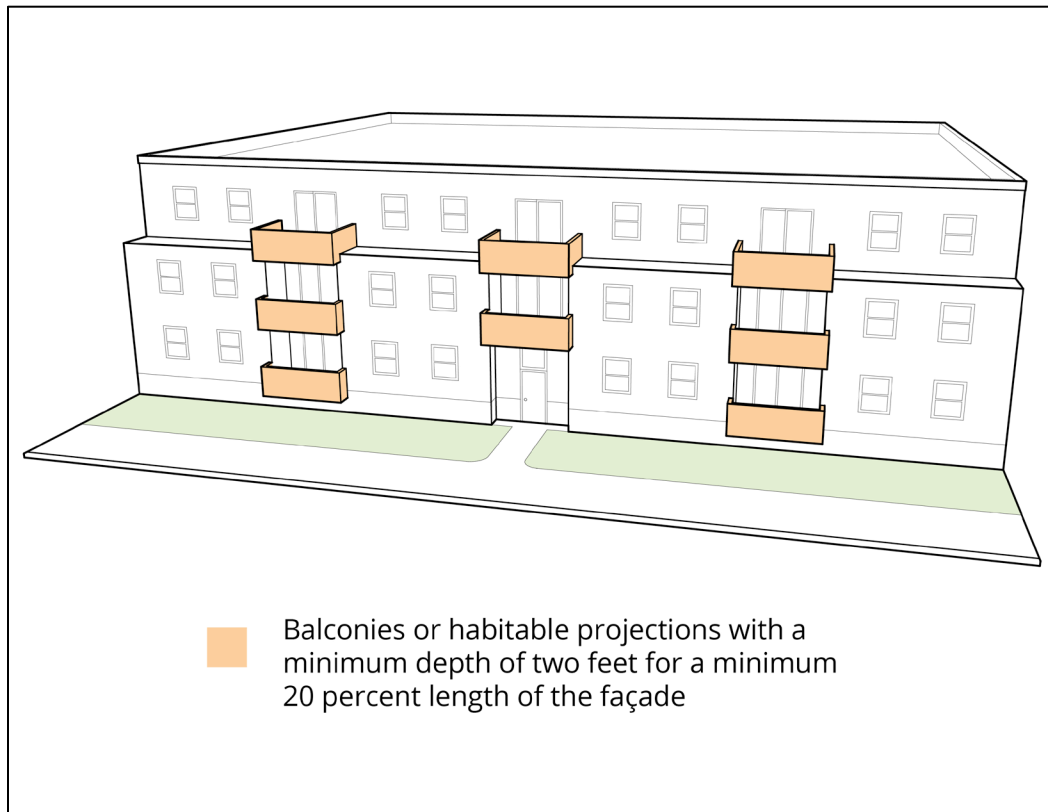 Balconies or habitable projections with a
minimum depth of two feet for a minimum
20 percent length of the façade